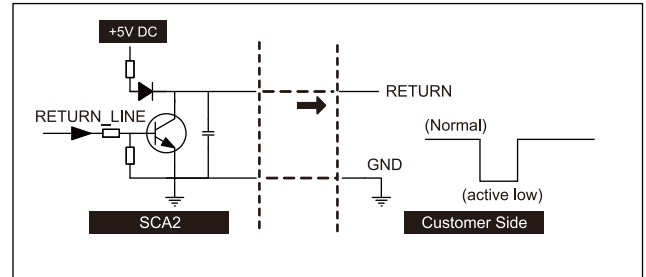 +5V DC
RETURN
RETURN_LINE
(Normal)
GND
(active low)
SCA2
Customer Side